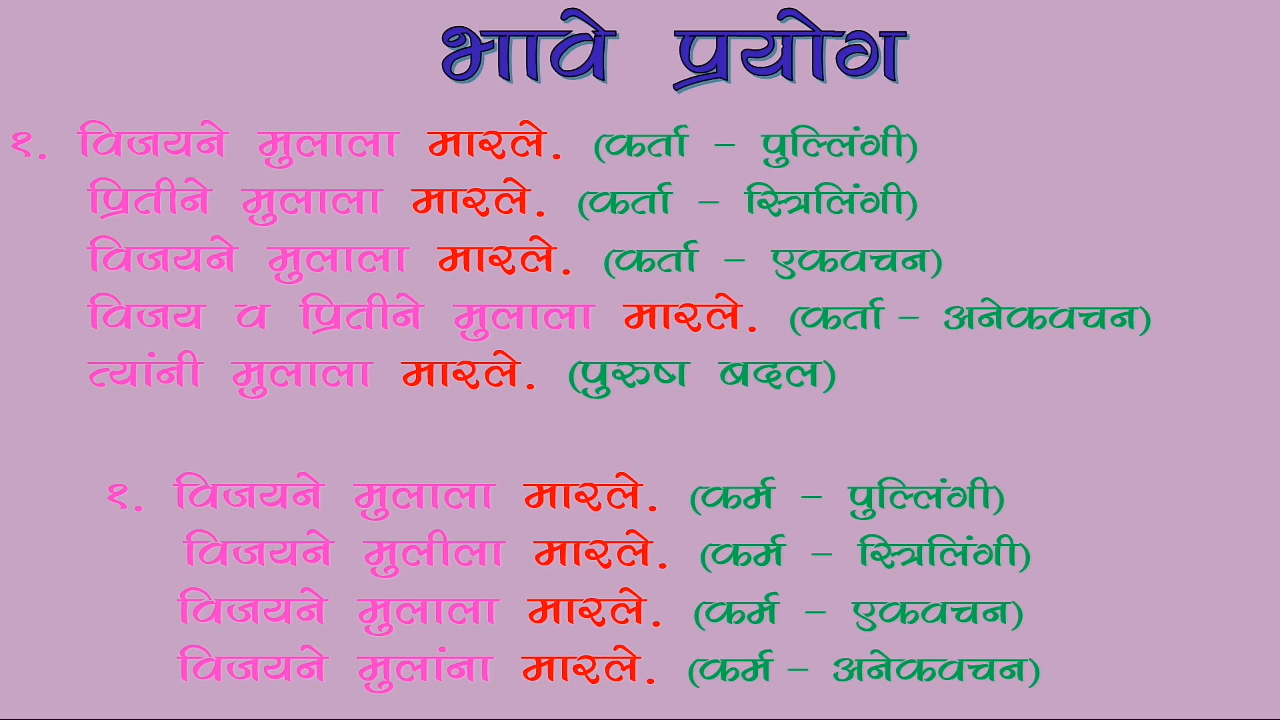 भावे प्रयोग
१. विजयने मुलाला मारले. (कर्ता - पुल्लिंगी)
प्रितीने मुलाला मारले. (कर्ता - स्त्रिलिंगी)
विजयने मुलाला मारले. (कर्ता - एकवचन)
विजय व प्रितीने मुलाला मारले. (कर्ता - अनेकवचन)
त्यांनी मुलाला मारले. (पुरुष बदल)
१. विजयने मुलाला मारले. (कर्म - पुल्लिंगी)
विजयने मुलीला मारले. (कर्म - स्त्रिलिंगी)
विजयने मुलाला मारले. (कर्म - एकवचन)
विजयने मुलांना मारले. (कर्म - अनेकवचन)